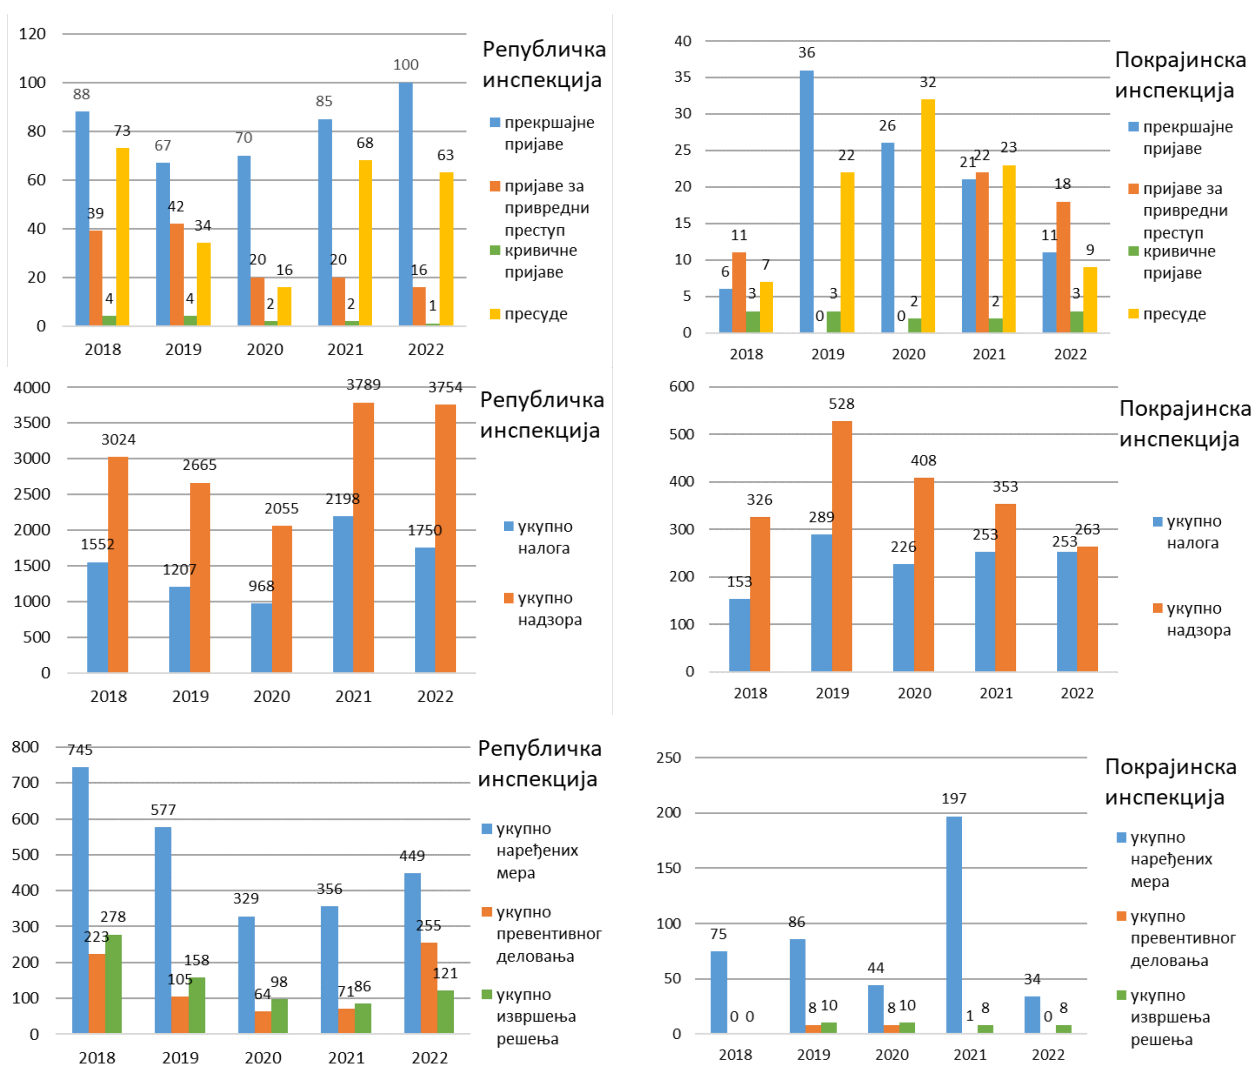 120
100
80
60
40
20
0
88
39
4
73
67
42
4
34
70
20
2
16
85
20
2
68
100
16
1
63
2018 2019 2020 2021 2022
Републичка
инспекција
прекршајне
пријаве
пријаве за
привредни
преступ
кривичне
пријаве
пресуде
40
35
30
25
20
15
10
5
0
6
11
3
7
36
0
3
22
26
0
2
32
21
22
2
23
11
18
3
9
2018 2019 2020 2021 2022
Покрајинска
инспекција
прекршајне
пријаве
пријаве за
привредни
преступ
кривичне
пријаве
пресуде
4000
3500
3000
2500
2000
1500
1000
500
0
1552
3024
1207
2665
968
2055
2198
3789
1750
3754
2018 2019 2020 2021 2022
Републичка
инспекција
укупно
налога
укупно
надзора
600
500
400
300
200
100
0
153
326
289
528
226
408
253
353
253
263
2018 2019 2020 2021 2022
Покрајинска
инспекција
укупно
налога
укупно
надзора
800
700
600
500
400
300
200
100
0
745
223
278
577
105
158
329
64
98
356
71
86
449
255
121
2018 2019 2020 2021 2022
Републичка
инспекција
укупно
наређених
мера
укупно
превентивног
деловања
укупно
извршења
решења
250
200
150
100
50
0
75
0
0
86
8
10
44
8
10
197
1
8
34
0
8
2018 2019 2020 2021 2022
Покрајинска
инспекција
укупно
наређених
мера
укупно
превентивног
деловања
укупно
извршења
решења